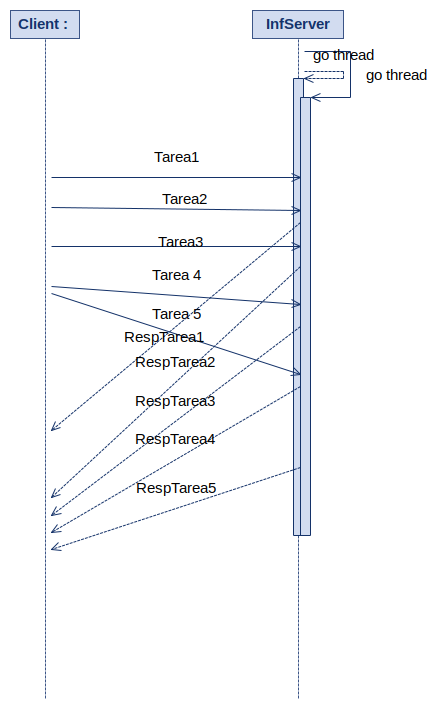 Client :
InfServer
go thread
go thread
Tarea1
Tarea2
Tarea3
Tarea 4
Tarea 5
RespTarea1
RespTarea2
RespTarea3
RespTarea4
RespTarea5